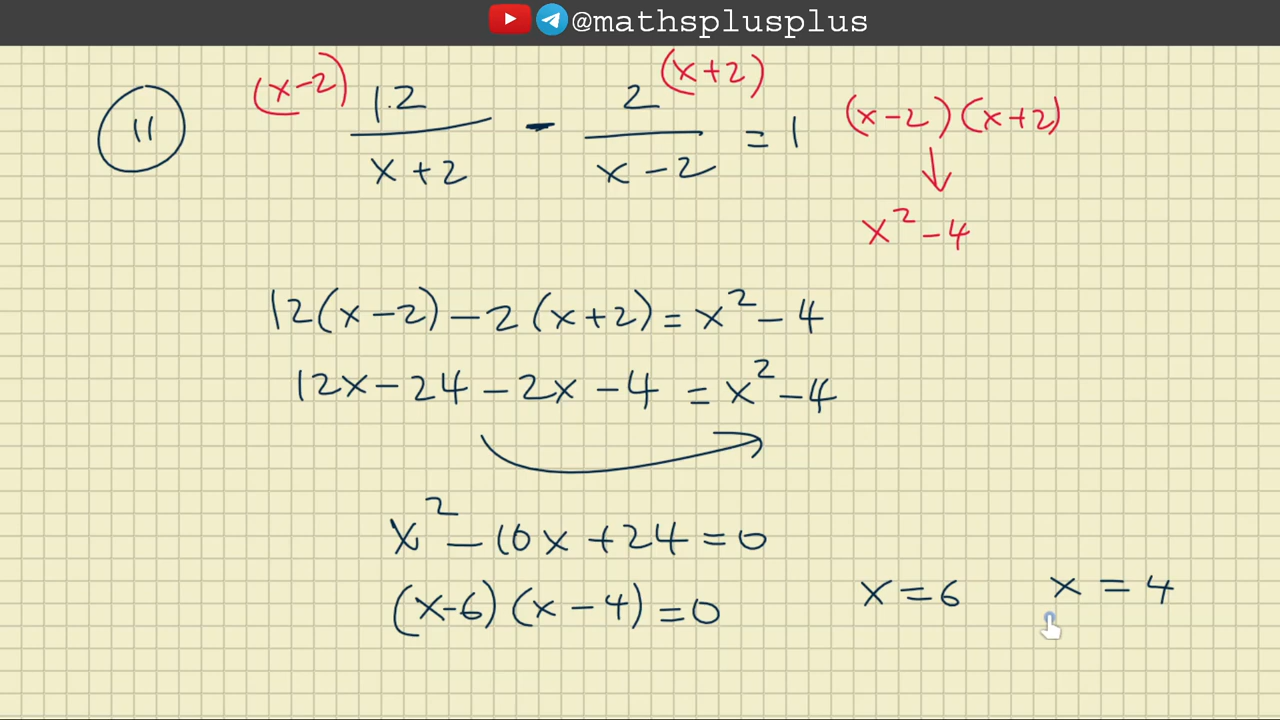 @mathsplusplus
(x-2) (x+2)
11 12/(x+2) - 2/(x-2) = 1 (x-2)(x+2)
x² - 4
12(x-2) - 2(x+2) = x² - 4
12x - 24 - 2x - 4 = x² - 4
x² - 10x + 24 = 0
(x-6)(x-4) = 0 x = 6 x = 4